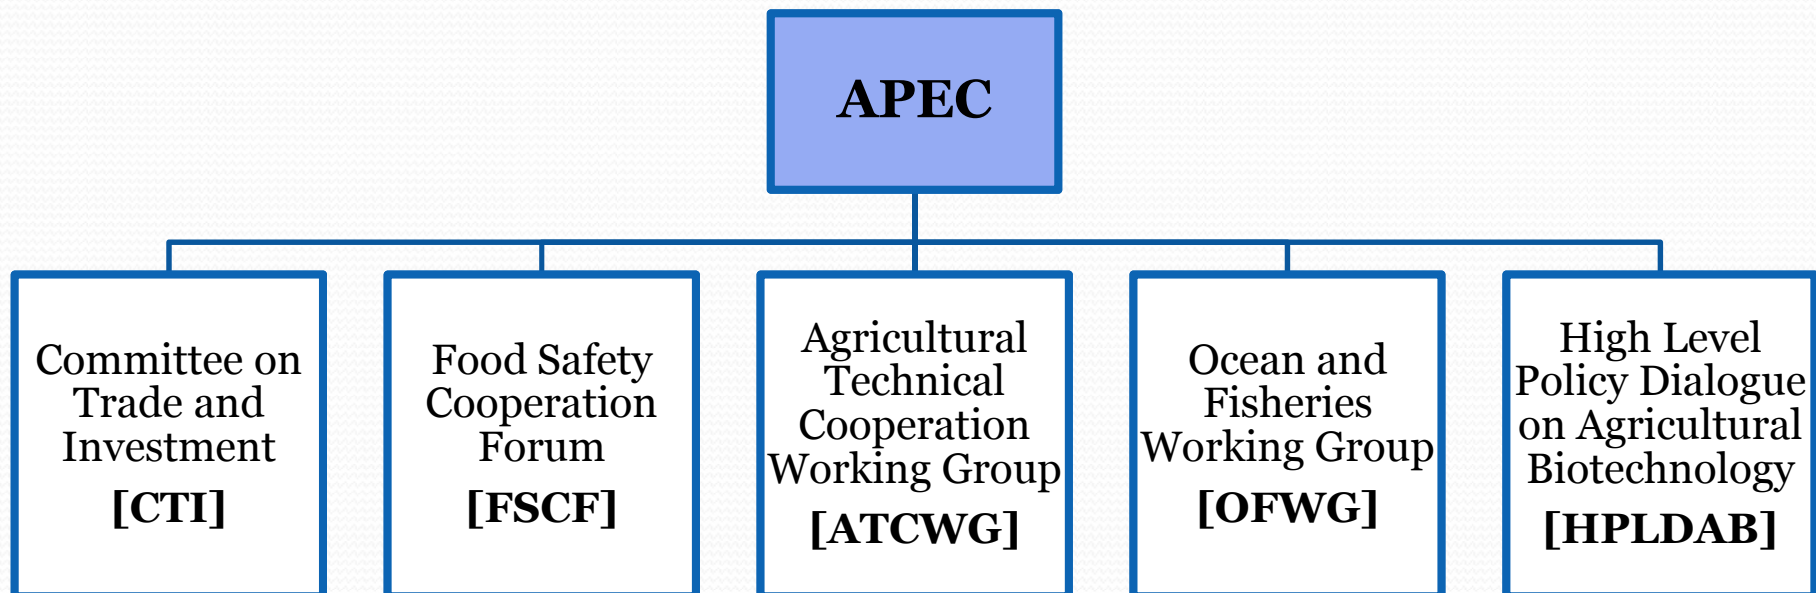 APEC
Committee on
Trade and
Investment
[CTI]
Food Safety
Cooperation
Forum
[FSCF]
Agricultural
Technical
Cooperation
Working Group
[ATCWG]
Ocean and
Fisheries
Working Group
[OFWG]
High Level
Policy Dialogue
on Agricultural
Biotechnology
[HPLDAB]